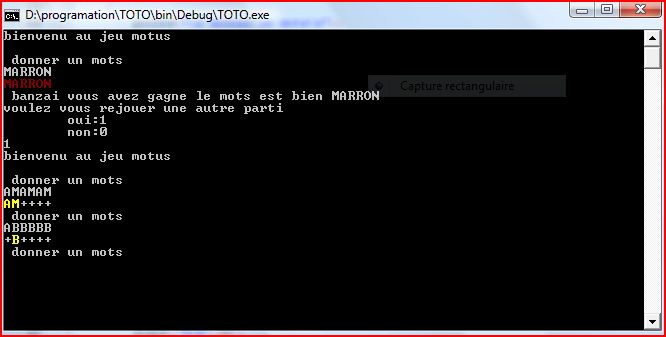 D:\programation\TOTO\bin\Debug\TOTO.exe
bienvenu au jeu motus
donner un mots
MARRON
MARRON
banzai vous avez gagne le mots est bien MARRON
Capture rectangulaire
voulez vous rejouer une autre parti
oui:1
non:0
1
bienvenu au jeu motus
donner un mots
AMAMAM
AM++++
donner un mots
ABBBBB
+B++++
donner un mots